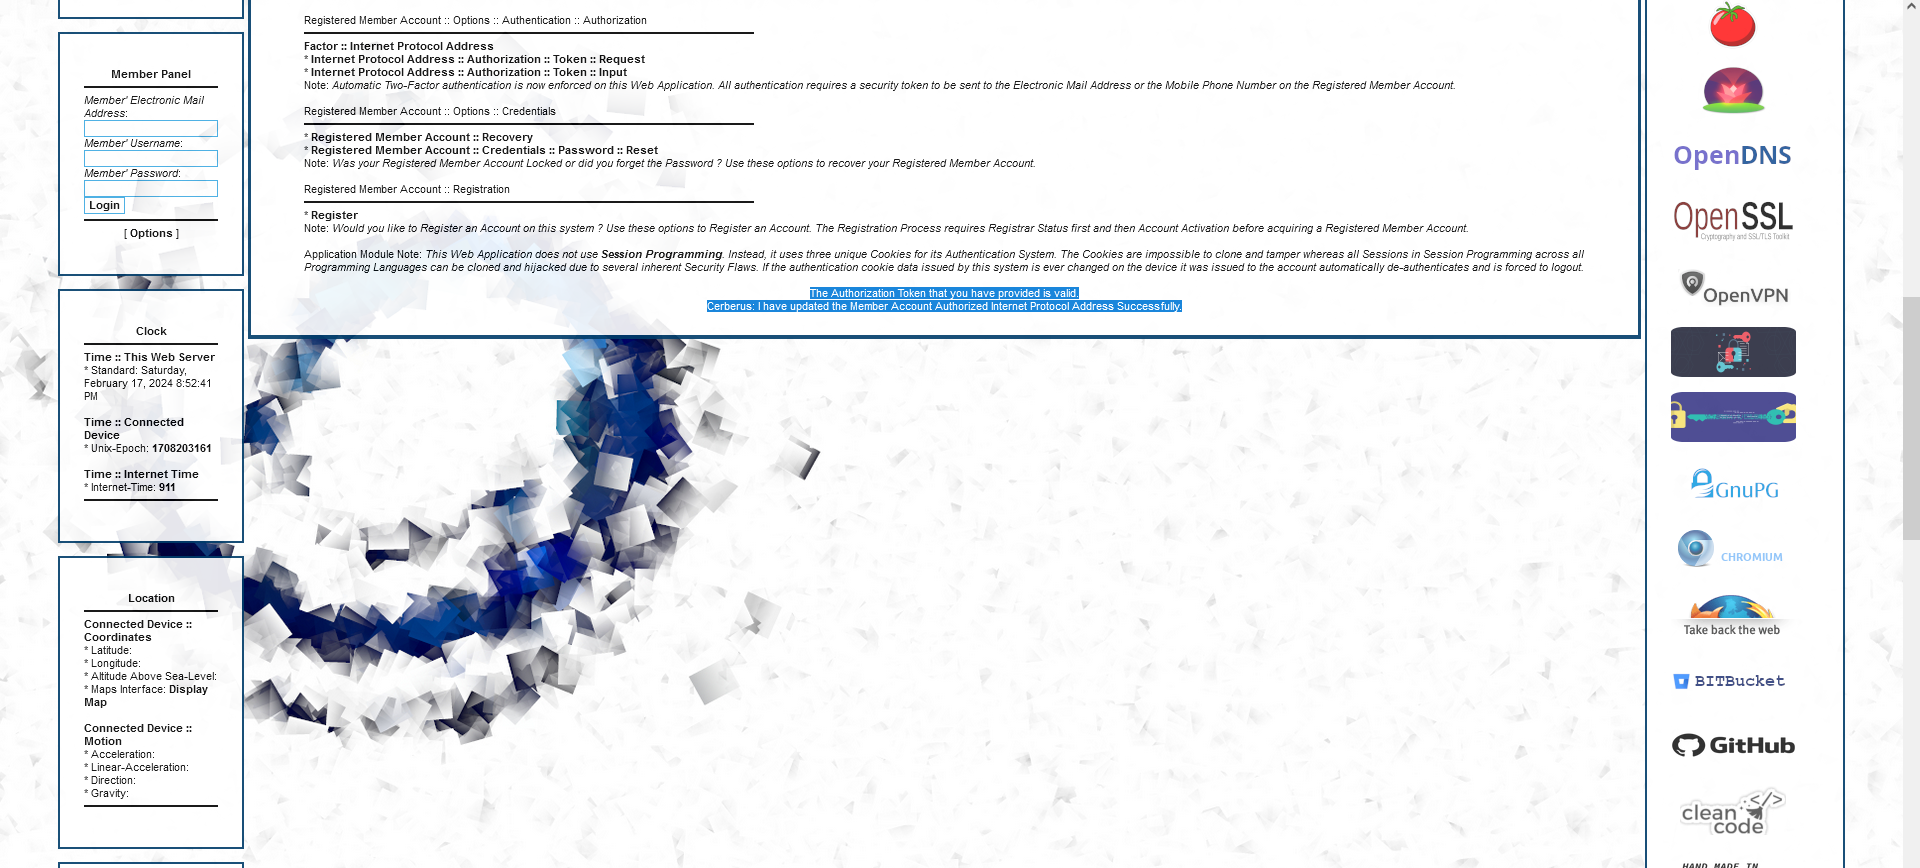 Member Panel
Member' Electronic Mail
Address:
Member' Username:
Member' Password:
Login
[ Options ]
Clock
Time :: This Web Server
* Standard: Saturday,
February 17, 2024 8:52:41
PM
Time :: Connected
Device
* Unix-Epoch: 1708203161
Time :: Internet Time
* Internet-Time: 911
Location
Connected Device ::
Coordinates
* Latitude:
* Longitude:
* Altitude Above Sea-Level:
* Maps Interface: Display
Map
Connected Device ::
Motion
* Acceleration:
* Linear-Acceleration:
* Direction:
* Gravity:
Registered Member Account :: Options :: Authentication :: Authorization
Factor :: Internet Protocol Address
* Internet Protocol Address :: Authorization :: Token :: Request
* Internet Protocol Address :: Authorization :: Token :: Input
Note: Automatic Two-Factor authentication is now enforced on this Web Application. All authentication requires a security token to be sent to the Electronic Mail Address or the Mobile Phone Number on the Registered Member Account.
Registered Member Account :: Options :: Credentials
* Registered Member Account :: Recovery
* Registered Member Account :: Credentials :: Password :: Reset
Note: Was your Registered Member Account Locked or did you forget the Password ? Use these options to recover your Registered Member Account.
Registered Member Account :: Registration
* Register
Note: Would you like to Register an Account on this system ? Use these options to Register an Account. The Registration Process requires Registrar Status first and then Account Activation before acquiring a Registered Member Account.
Application Module Note: This Web Application does not use Session Programming. Instead, it uses three unique Cookies for its Authentication System. The Cookies are impossible to clone and tamper whereas all Sessions in Session Programming across all
Programming Languages can be cloned and hijacked due to several inherent Security Flaws. If the authentication cookie data issued by this system is ever changed on the device it was issued to the account automatically de-authenticates and is forced to logout.
The Authorization Token that you have provided is valid.
Cerberus: I have updated the Member Account Authorized Internet Protocol Address Successfully.
OpenDNS
OpenSSL
Cryptography and SSL/TLS Toolkit
OpenVPN
GnuPG
CHROMIUM
Take back the web
BITBucket
GitHub
clean
code
HAND MADE IN